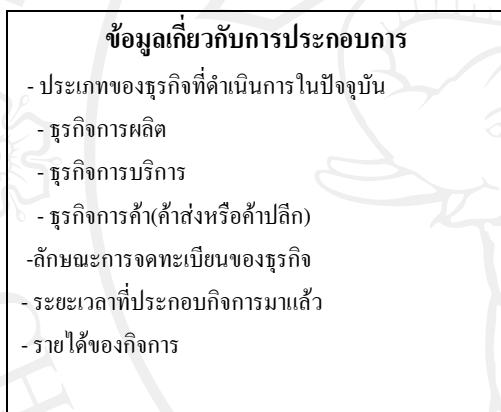 ข้อมูลเกี่ยวกับการประกอบการ
- ประเภทของธุรกิจที่ดำเนินการในปัจจุบัน
- ธุรกิจการผลิต
- ธุรกิจการบริการ
- ธุรกิจการค้า(ค้าส่งหรือค้าปลีก)
-ลักษณะการจดทะเบียนของธุรกิจ
- ระยะเวลาที่ประกอบกิจการมาแล้ว
- รายได้ของกิจการ